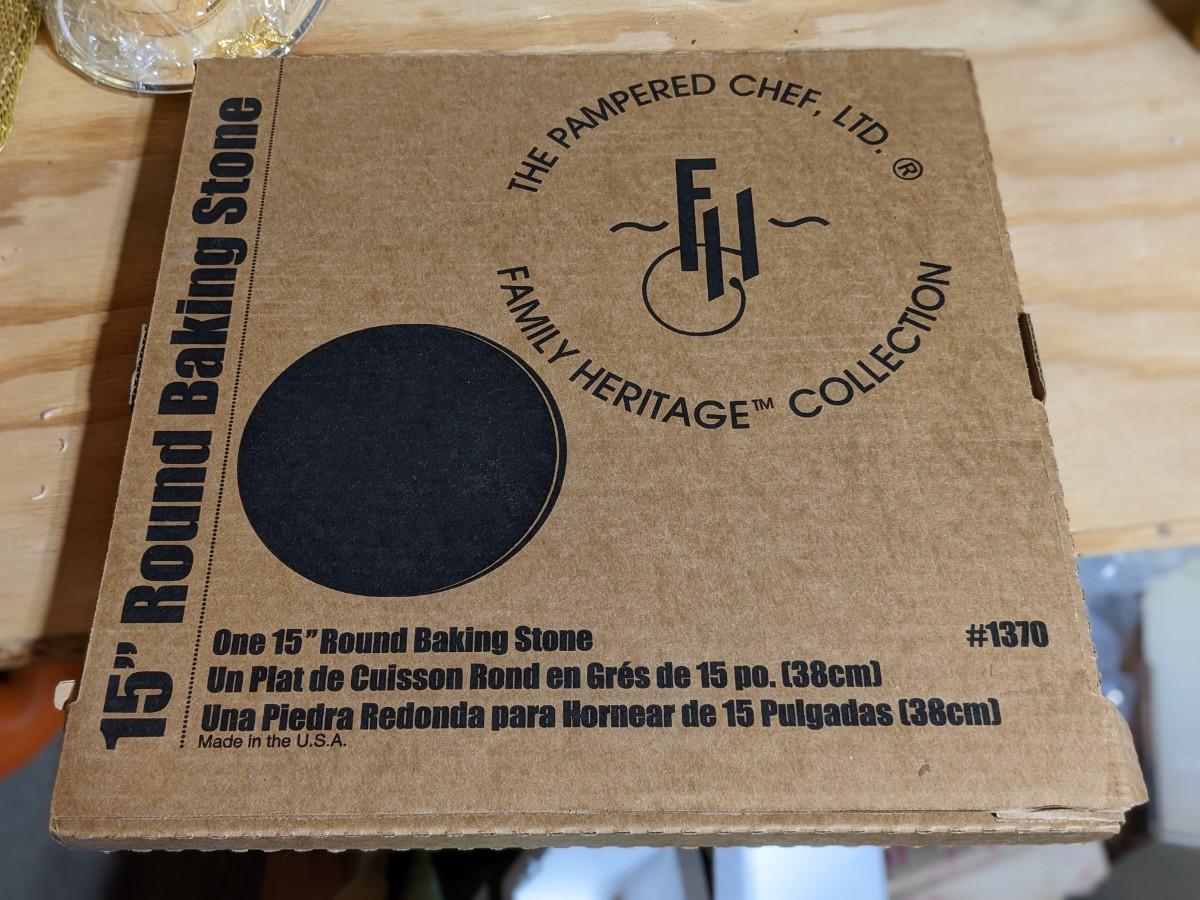 15” Round Baking Stone
THE PAMPERED CHEF, LTD. ®
FH
FAMILY HERITAGE™ COLLECTION
One 15” Round Baking Stone
#1370
Un Plat de Cuisson Rond en Grés de 15 po. (38cm)
Una Piedra Redonda para Hornear de 15 Pulgadas (38cm)
Made in the U.S.A.